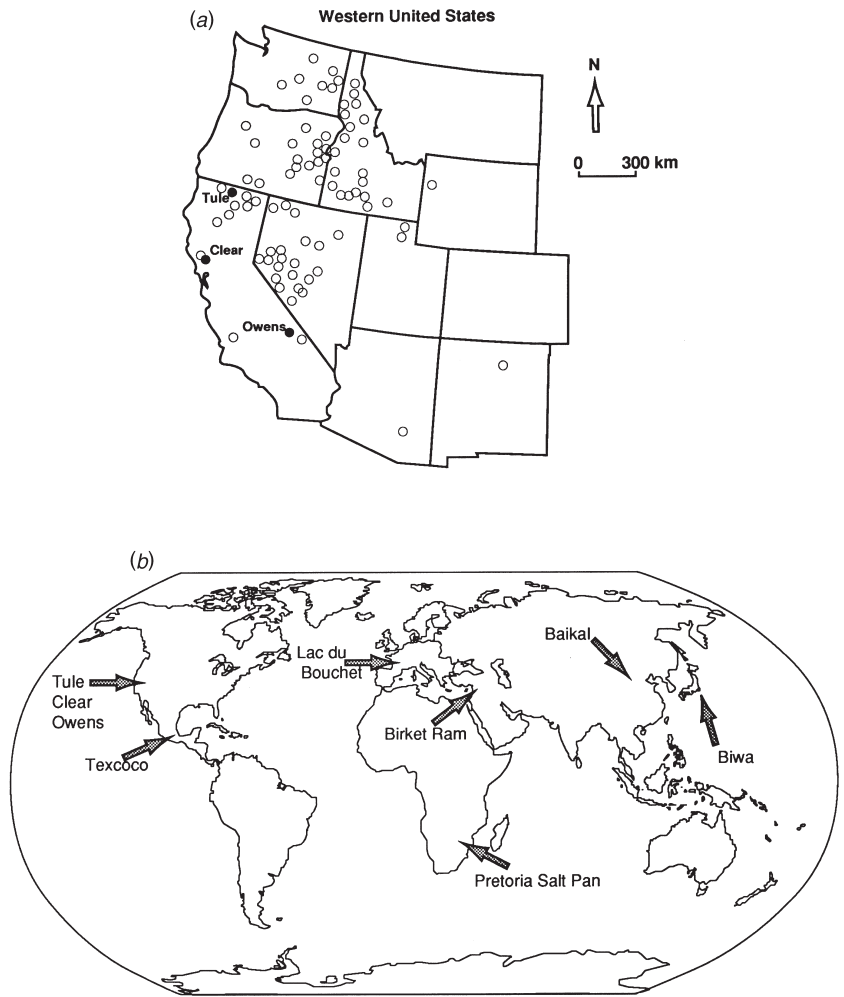 (a)
Western United States
N
0 300 km
Tule
Clear
Owens
(b)
Lac du
Bouchet
Baikal
Tule
Clear
Owens
Birket Ram
Biwa
Texcoco
Pretoria Salt Pan